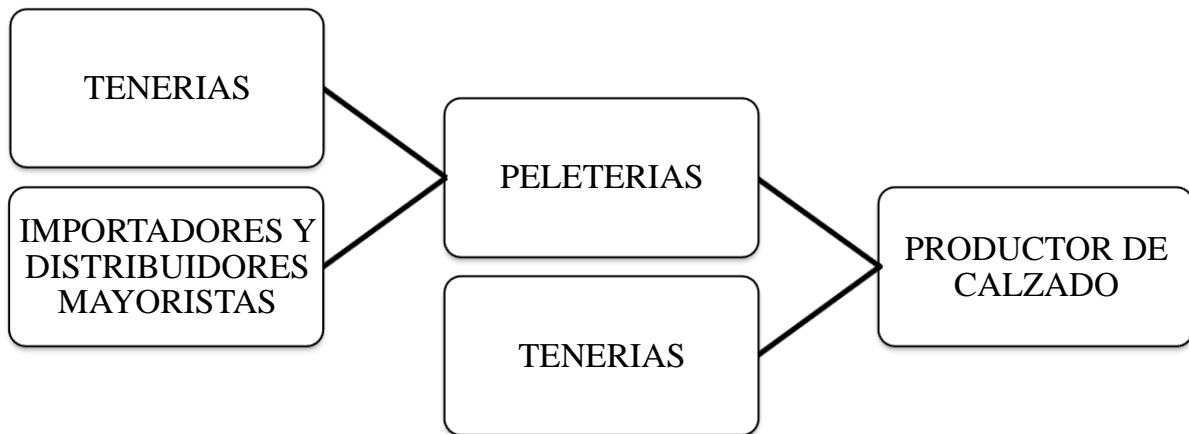 TENERIAS
IMPORTADORES Y
DISTRIBUIDORES
MAYORISTAS
PELETERIAS
TENERIAS
PRODUCTOR DE
CALZADO